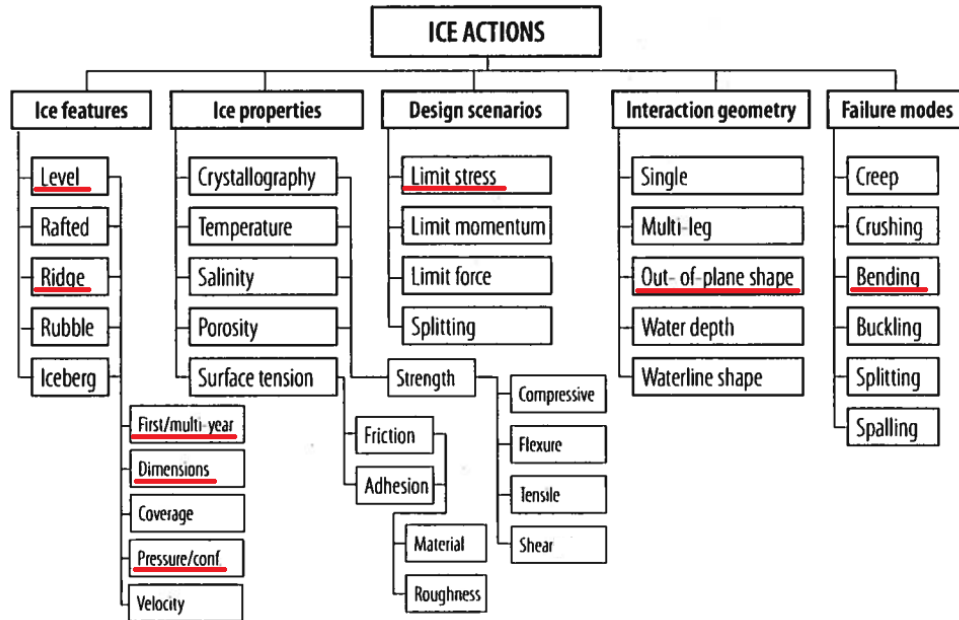 ICE ACTIONS
Ice features
Ice properties
Design scenarios
Interaction geometry
Failure modes
Level
Rafted
Ridge
Rubble
Iceberg
First/multi-year
Dimensions
Coverage
Pressure/conf.
Velocity
Crystallography
Temperature
Salinity
Porosity
Surface tension
Friction
Adhesion
Material
Roughness
Strength
Compressive
Flexure
Tensile
Shear
Limit stress
Limit momentum
Limit force
Splitting
Single
Multi-leg
Out- of-plane shape
Water depth
Waterline shape
Creep
Crushing
Bending
Buckling
Splitting
Spalling